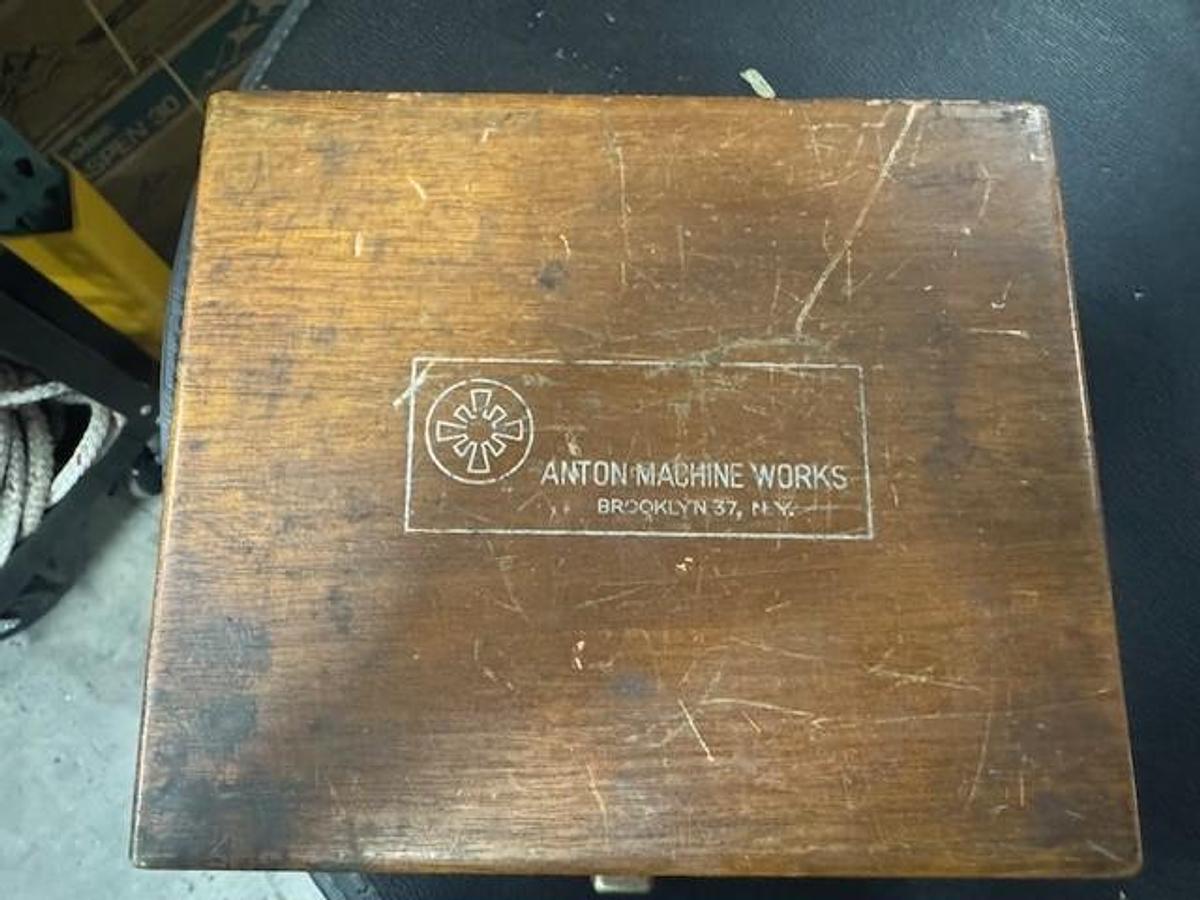 ANTON MACHINE WORKS
BROOKLYN 37, N.Y.